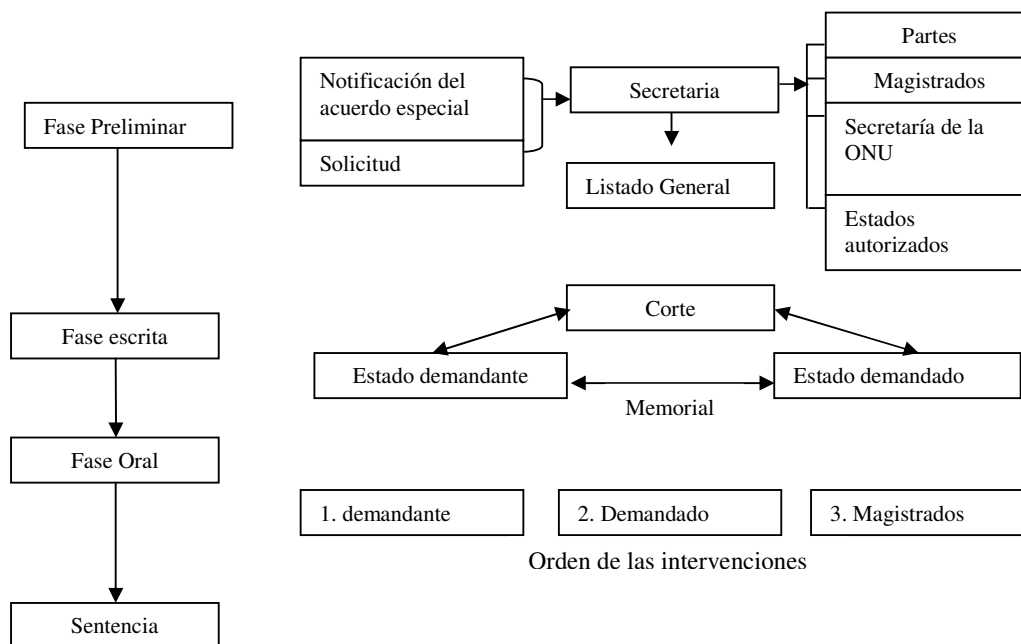 Fase Preliminar
Notificación del
acuerdo especial
Solicitud
Secretaria
Listado General
Partes
Magistrados
Secretaría de la
ONU
Estados
autorizados
Fase escrita
Corte
Estado demandante
Estado demandado
Memorial
Fase Oral
1. demandante
2. Demandado
3. Magistrados
Orden de las intervenciones
Sentencia